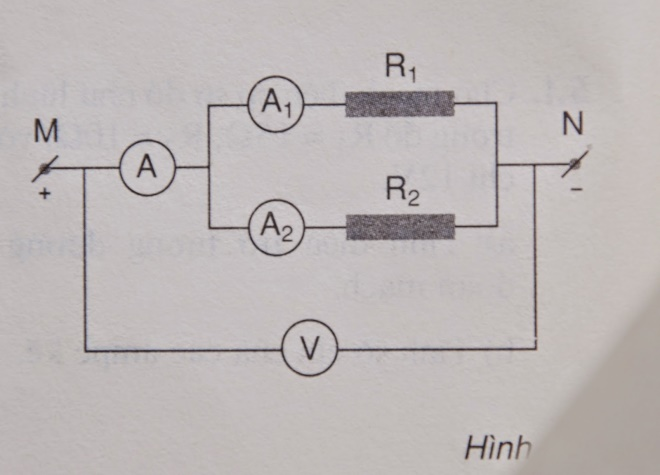 R₁
A₁
M
N
A
R₂
+
-
A₂
V
Hình